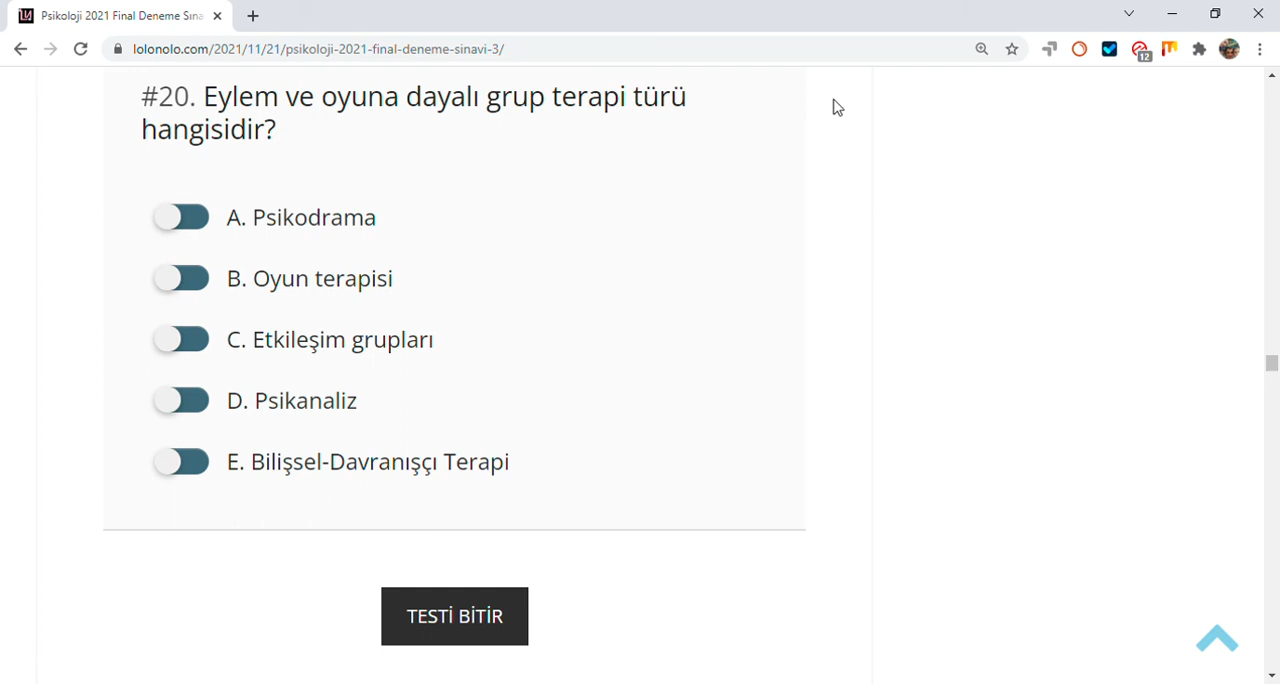 Psikoloji 2021 Final Deneme Sına
lolonolo.com/2021/11/21/psikoloji-2021-final-deneme-sinavi-3/
12
#20. Eylem ve oyuna dayalı grup terapi türü
hangisidir?
A. Psikodrama
B. Oyun terapisi
C. Etkileşim grupları
D. Psikanaliz
E. Bilişsel-Davranışçı Terapi
TESTİ BİTİR